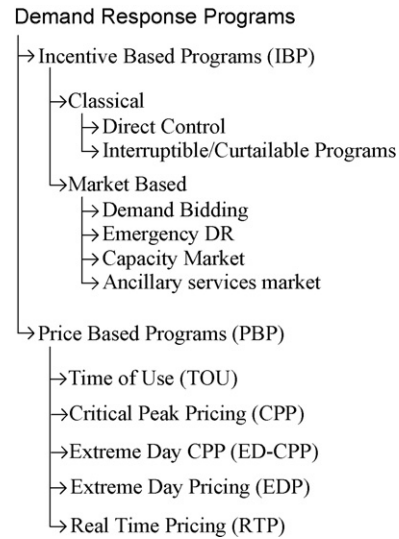 Demand Response Programs
Incentive Based Programs (IBP)
Classical
Direct Control
Interruptible/Curtailable Programs
Market Based
Demand Bidding
Emergency DR
Capacity Market
Ancillary services market
Price Based Programs (PBP)
Time of Use (TOU)
Critical Peak Pricing (CPP)
Extreme Day CPP (ED-CPP)
Extreme Day Pricing (EDP)
Real Time Pricing (RTP)